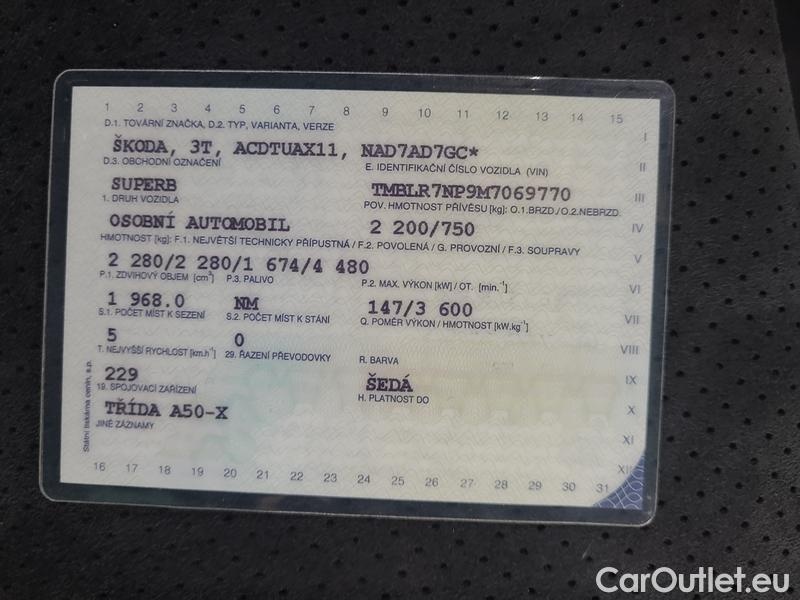 1 2 3 4 5 6 7 8 9 10 11 12 13 14 15
D.1. TOVÁRNÍ ZNAČKA, D.2. TYP, VARIANTA, VERZE
I
ŠKODA, 3T, ACDTUAX11, NAD7AD7GC*
D.3. OBCHODNÍ OZNAČENÍ E. IDENTIFIKAČNÍ ČÍSLO VOZIDLA (VIN)
II
SUPERB TMBLR7NP9M7069770
III
1. DRUH VOZIDLA POV. HMOTNOST PŘÍVĚSU [kg]: O.1.BRZD./O.2.NEBRZD.
OSOBNÍ AUTOMOBIL 2 200/750
IV
HMOTNOST [kg]: F.1. NEJVĚTŠÍ TECHNICKY PŘÍPUSTNÁ / F.2. POVOLENÁ / G. PROVOZNÍ / F.3. SOUPRAVY
V
2 280/2 280/1 674/4 480
P.1. ZDVIHOVÝ OBJEM [cm³] P.3. PALIVO P.2. MAX. VÝKON [kW] / OT. [min.⁻¹]
VI
1 968.0 NM 147/3 600
S.1. POČET MÍST K SEZENÍ S.2. POČET MÍST K STÁNÍ Q. POMĚR VÝKON / HMOTNOST [kW.kg⁻¹]
VII
5 0
T. NEJVYŠŠÍ RYCHLOST [km.h⁻¹] 29. ŘAZENÍ PŘEVODOVKY R. BARVA
VIII
229 ŠEDÁ
IX
19. SPOJOVACÍ ZAŘÍZENÍ H. PLATNOST DO
X
TŘÍDA A50-X
JINÉ ZÁZNAMY
XI
XII
16 17 18 19 20 21 22 23 24 25 26 27 28 29 30 31
Státní tiskárna cenin, s.p.
CarOutlet.eu